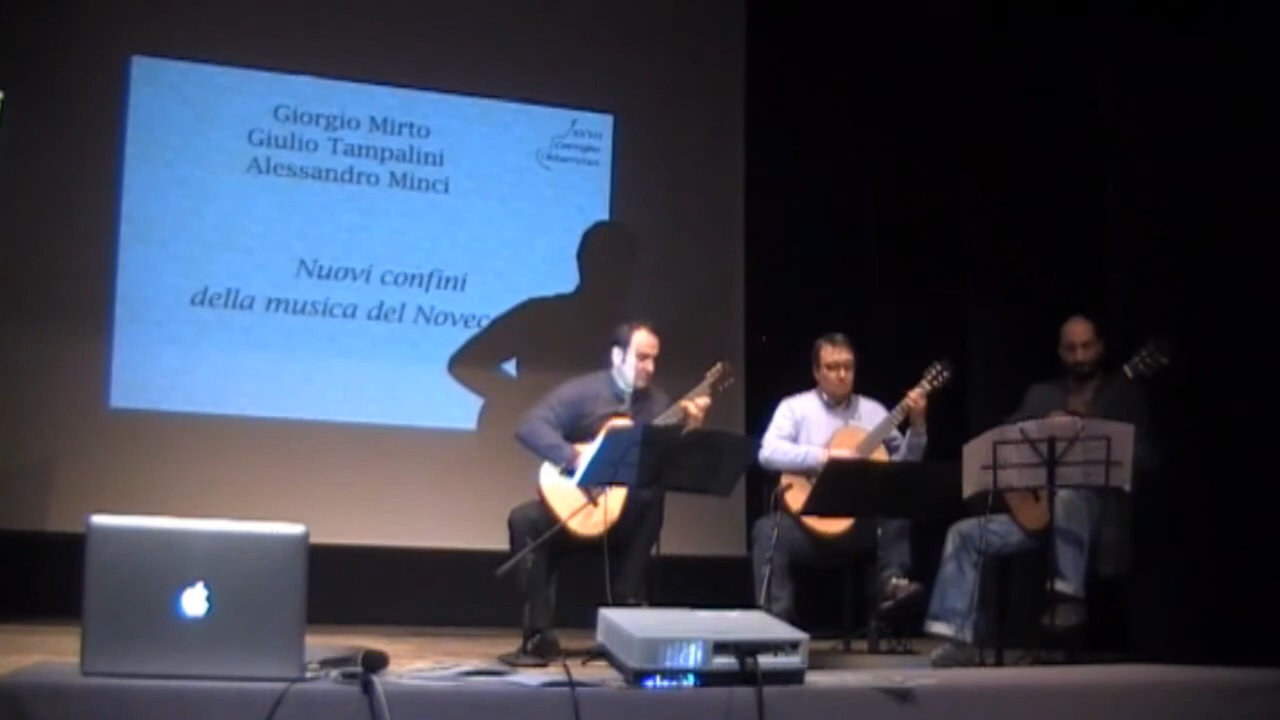 Giorgio Mirto
Giulio Tampalini
Alessandro Minci
Nuovi confini
della musica del Novec